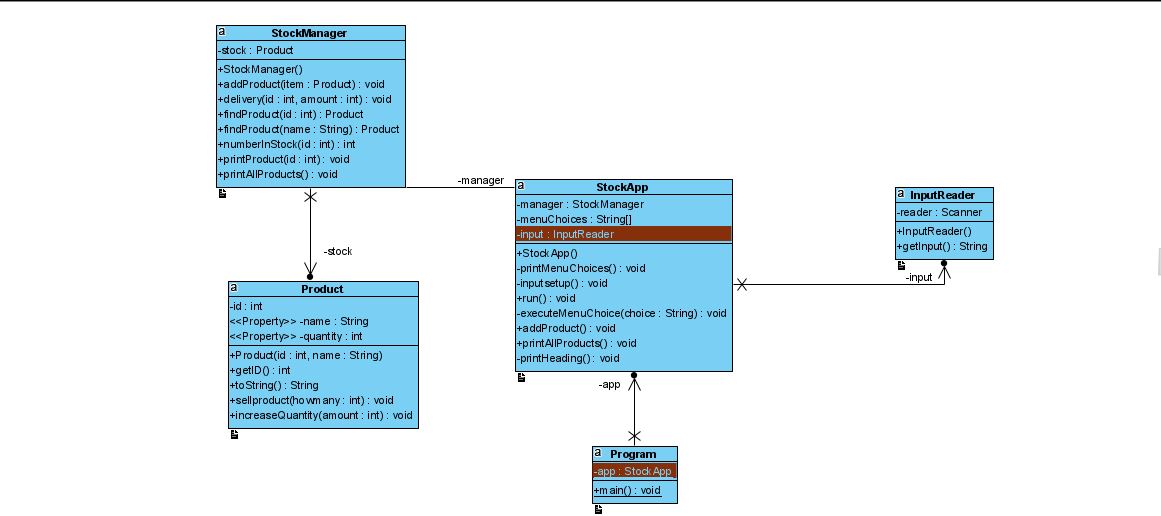 a
StockManager
-stock : Product
+StockManager()
+addProduct(item : Product) : void
+delivery(id : int, amount : int) : void
+findProduct(id : int) : Product
+findProduct(name : String) : Product
+numberInStock(id : int) : int
+printProduct(id : int) : void
+printAllProducts() : void
-manager
-stock
a
Product
-id : int
<<Property>> -name : String
<<Property>> -quantity : int
+Product(id : int, name : String)
+getID() : int
+toString() : String
+sellproduct(howmany : int) : void
+increaseQuantity(amount : int) : void
a
StockApp
-manager : StockManager
-menuChoices : String[]
-input : InputReader
+StockApp()
-printMenuChoices() : void
-inputsetup() : void
+run() : void
-executeMenuChoice(choice : String) : void
+addProduct() : void
+printAllProducts() : void
-printHeading() : void
a
InputReader
-reader : Scanner
+InputReader()
+getInput() : String
-input
-app
a
Program
-app : StockApp
+main() : void